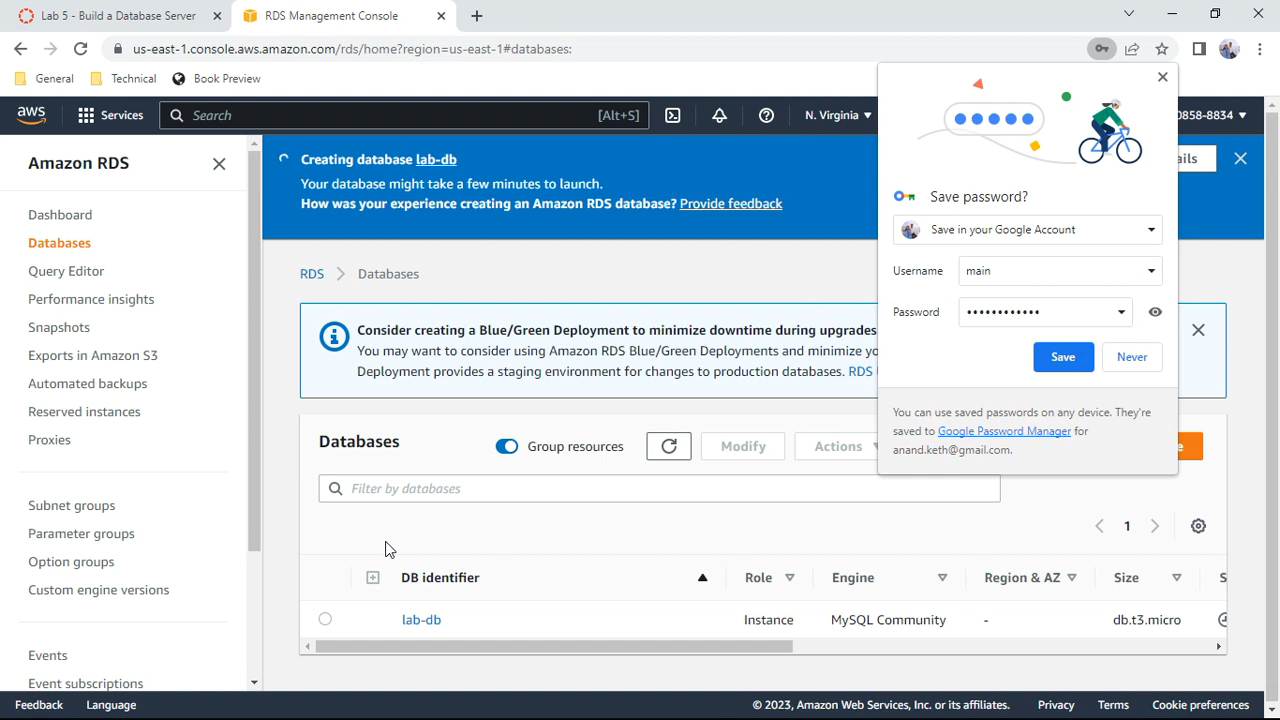 Lab 5 - Build a Database Server
RDS Management Console
us-east-1.console.aws.amazon.com/rds/home?region=us-east-1#databases:
General
Technical
Book Preview
aws
Services
Search
[Alt+S]
N. Virginia
0858-8834
Amazon RDS
Dashboard
Databases
Query Editor
Performance insights
Snapshots
Exports in Amazon S3
Automated backups
Reserved instances
Proxies
Subnet groups
Parameter groups
Option groups
Custom engine versions
Events
Event subscriptions
Creating database lab-db
Your database might take a few minutes to launch.
How was your experience creating an Amazon RDS database? Provide feedback
RDS
Databases
Consider creating a Blue/Green Deployment to minimize downtime during upgrades
You may want to consider using Amazon RDS Blue/Green Deployments and minimize
Deployment provides a staging environment for changes to production databases. RDS
Databases
Group resources
Modify
Actions
Filter by databases
1
DB identifier
Role
Engine
Region & AZ
Size
lab-db
Instance
MySQL Community
-
db.t3.micro
Save password?
Save in your Google Account
Username
main
Password
Save
Never
You can use saved passwords on any device. They're
saved to Google Password Manager for
anand.keth@gmail.com.
Feedback
Language
© 2023, Amazon Web Services, Inc. or its affiliates.
Privacy
Terms
Cookie preferences